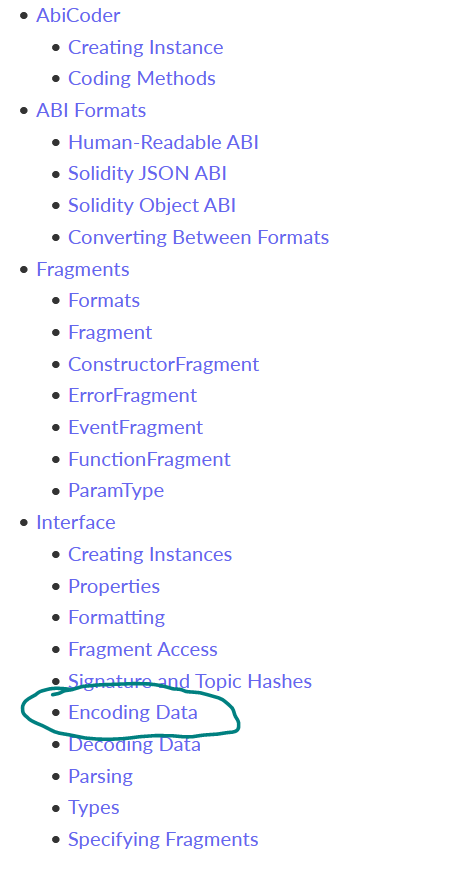 AbiCoder
Creating Instance
Coding Methods
ABI Formats
Human-Readable ABI
Solidity JSON ABI
Solidity Object ABI
Converting Between Formats
Fragments
Formats
Fragment
ConstructorFragment
ErrorFragment
EventFragment
FunctionFragment
ParamType
Interface
Creating Instances
Properties
Formatting
Fragment Access
Signature and Topic Hashes
Encoding Data
Decoding Data
Parsing
Types
Specifying Fragments